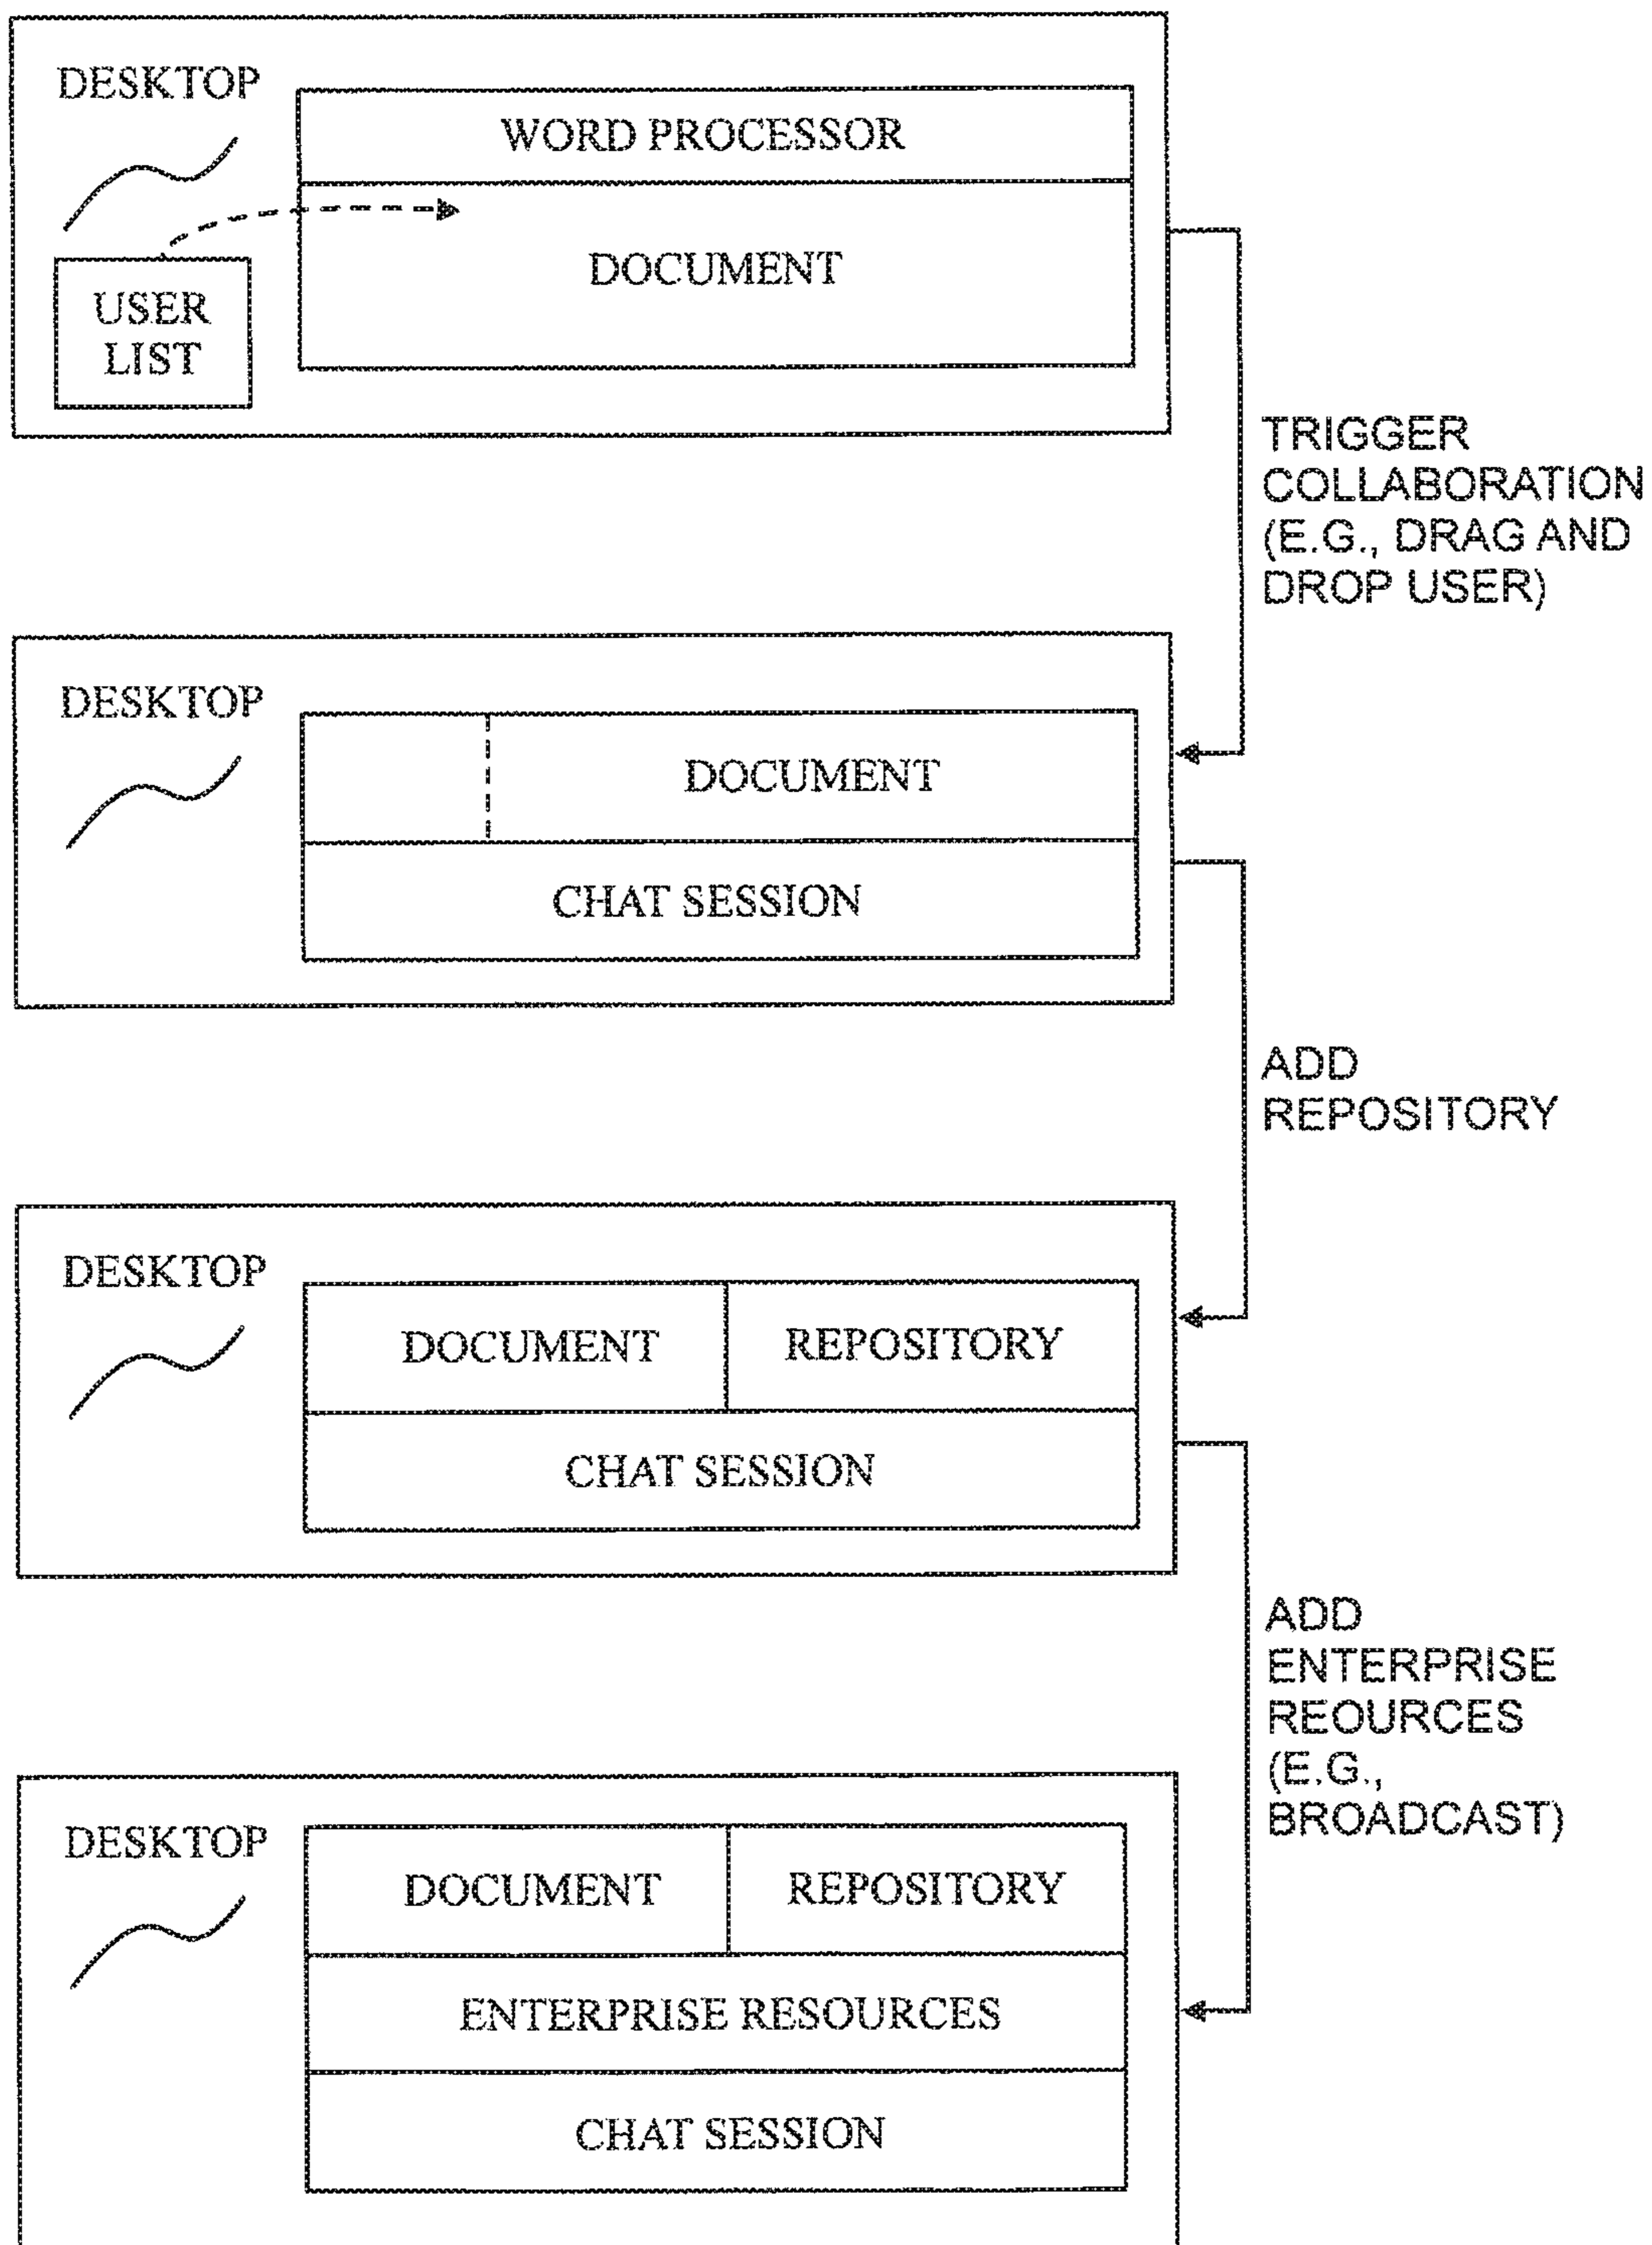 DESKTOP
WORD PROCESSOR
DOCUMENT
USER
LIST
TRIGGER
COLLABORATION
(E.G., DRAG AND
DROP USER)
DESKTOP
DOCUMENT
CHAT SESSION
ADD
REPOSITORY
DESKTOP
DOCUMENT
REPOSITORY
CHAT SESSION
ADD
ENTERPRISE
REOURCES
(E.G.,
BROADCAST)
DESKTOP
DOCUMENT
REPOSITORY
ENTERPRISE RESOURCES
CHAT SESSION